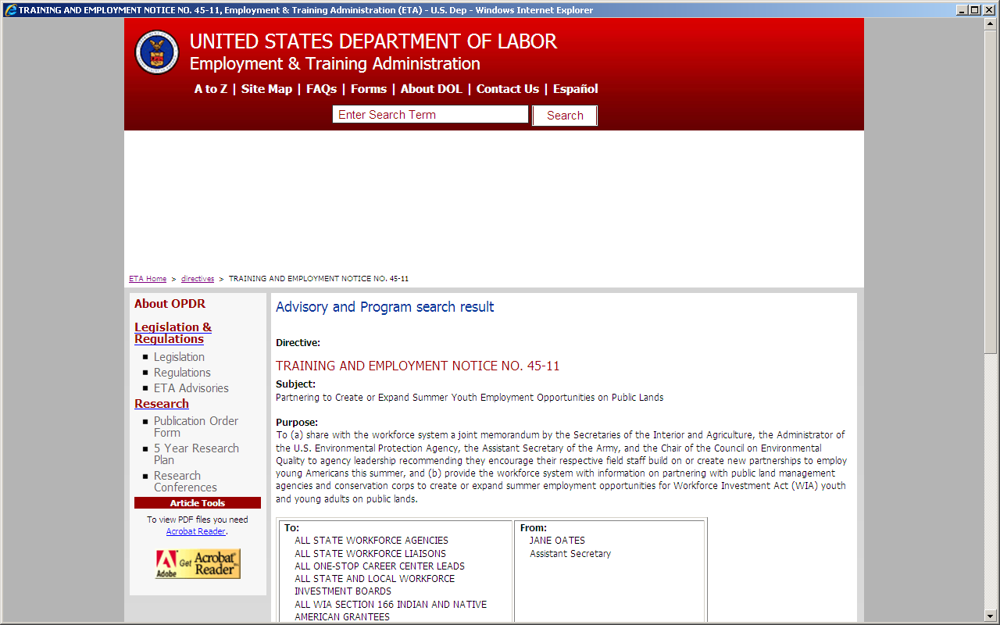 TRAINING AND EMPLOYMENT NOTICE NO. 45-11, Employment & Training Administration (ETA) - U.S. Dep - Windows Internet Explorer
UNITED STATES DEPARTMENT OF LABOR
Employment & Training Administration
A to Z | Site Map | FAQs | Forms | About DOL | Contact Us | Español
Enter Search Term Search
ETA Home > directives > TRAINING AND EMPLOYMENT NOTICE NO. 45-11
About OPDR
Legislation &
Regulations
Legislation
Regulations
ETA Advisories
Research
Publication Order
Form
5 Year Research
Plan
Research
Conferences
Article Tools
To view PDF files you need
Acrobat Reader.
Adobe
Get Acrobat
Reader
Advisory and Program search result
Directive:
TRAINING AND EMPLOYMENT NOTICE NO. 45-11
Subject:
Partnering to Create or Expand Summer Youth Employment Opportunities on Public Lands
Purpose:
To (a) share with the workforce system a joint memorandum by the Secretaries of the Interior and Agriculture, the Administrator of
the U.S. Environmental Protection Agency, the Assistant Secretary of the Army, and the Chair of the Council on Environmental
Quality to agency leadership recommending they encourage their respective field staff build on or create new partnerships to employ
young Americans this summer, and (b) provide the workforce system with information on partnering with public land management
agencies and conservation corps to create or expand summer employment opportunities for Workforce Investment Act (WIA) youth
and young adults on public lands.
To:
ALL STATE WORKFORCE AGENCIES
ALL STATE WORKFORCE LIAISONS
ALL ONE-STOP CAREER CENTER LEADS
ALL STATE AND LOCAL WORKFORCE
INVESTMENT BOARDS
ALL WIA SECTION 166 INDIAN AND NATIVE
AMERICAN GRANTEES
From:
JANE OATES
Assistant Secretary